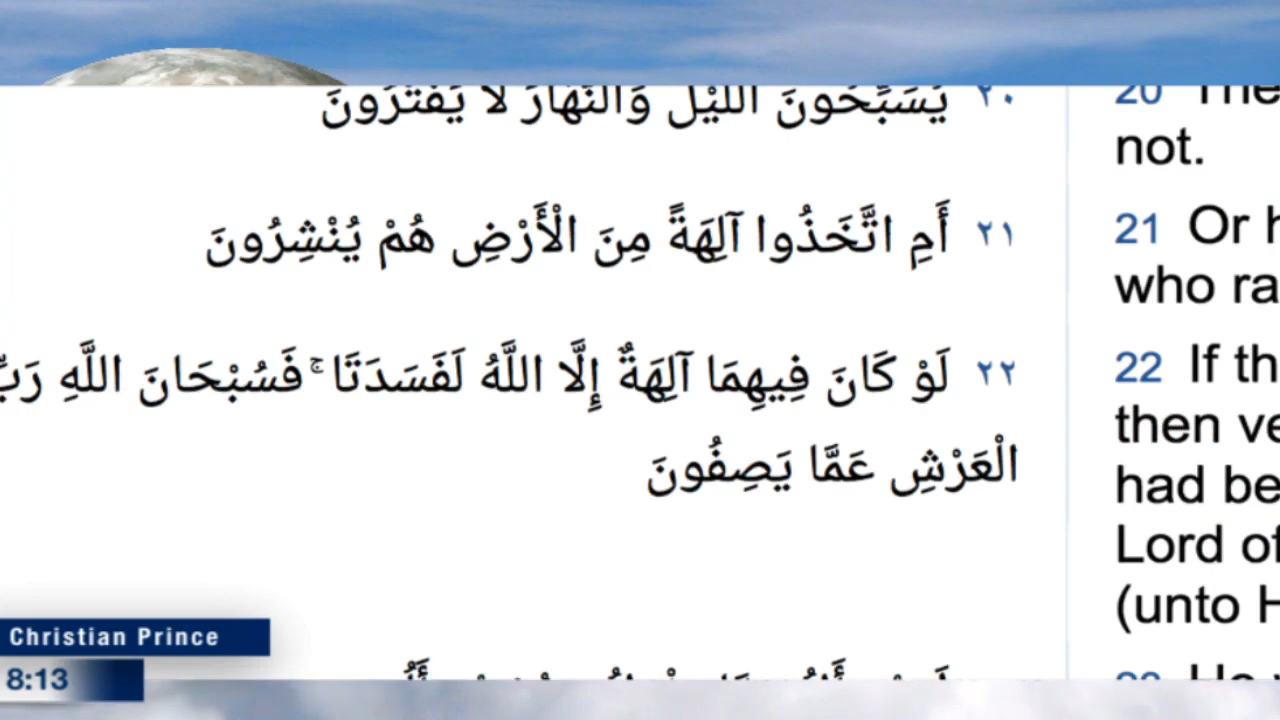 ٢٠ يُسَبِّحُونَ اللَّيْلَ وَالنَّهَارَ لَا يَفْتُرُونَ
٢١ أَمِ اتَّخَذُوا آلِهَةً مِنَ الْأَرْضِ هُمْ يُنْشِرُونَ
٢٢ لَوْ كَانَ فِيهِمَا آلِهَةٌ إِلَّا اللَّهُ لَفَسَدَتَا ۚ فَسُبْحَانَ اللَّهِ رَبِّ
الْعَرْشِ عَمَّا يَصِفُونَ
20 The
not.
21 Or h
who ra
22 If th
then ve
had be
Lord of
(unto H
Christian Prince
8:13